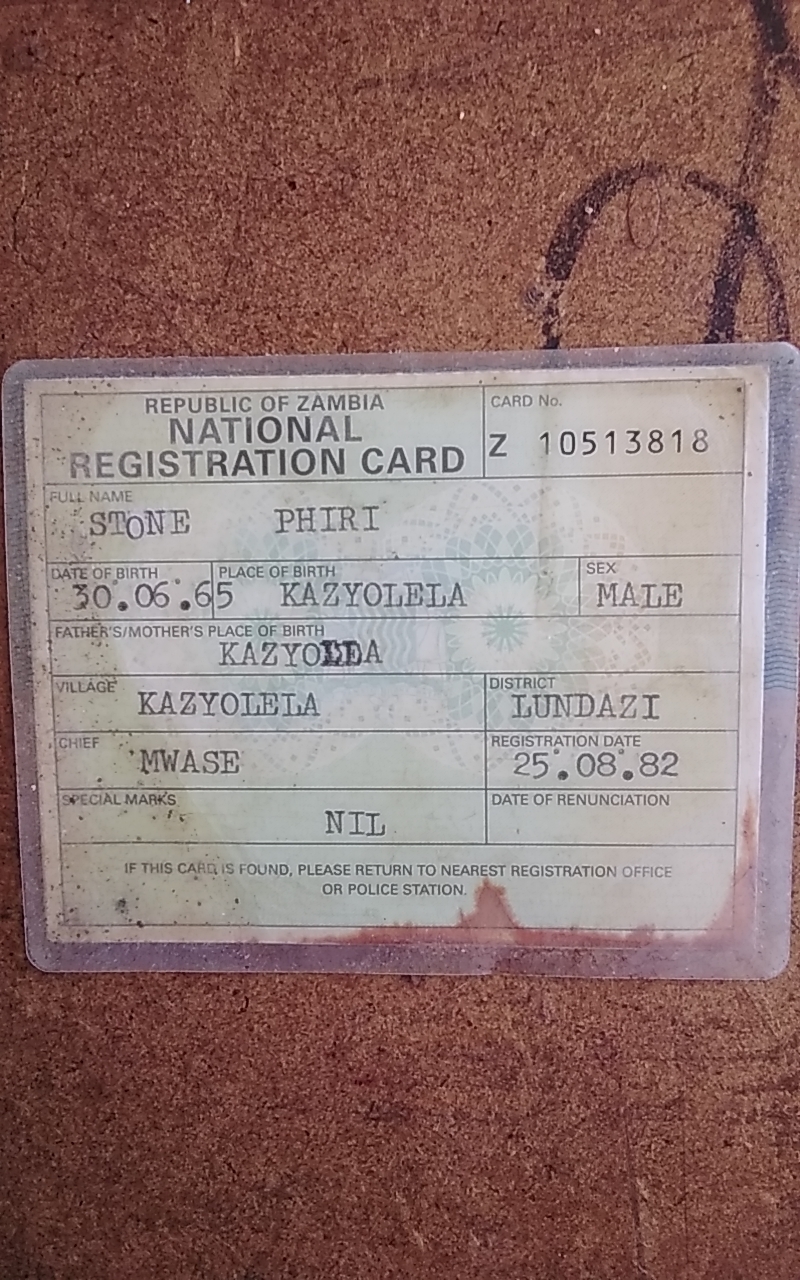 REPUBLIC OF ZAMBIA
NATIONAL
REGISTRATION CARD
CARD No.
Z 10513818
FULL NAME
STONE PHIRI
DATE OF BIRTH
30.06.65
PLACE OF BIRTH
KAZYOLELA
SEX
MALE
FATHER'S/MOTHER'S PLACE OF BIRTH
VILLAGE
KAZYOLELA
DISTRICT
LUNDAZI
CHIEF
MWASE
REGISTRATION DATE
25.08.82
SPECIAL MARKS
NIL
DATE OF RENUNCIATION
IF THIS CARD IS FOUND, PLEASE RETURN TO NEAREST REGISTRATION OFFICE
OR POLICE STATION.